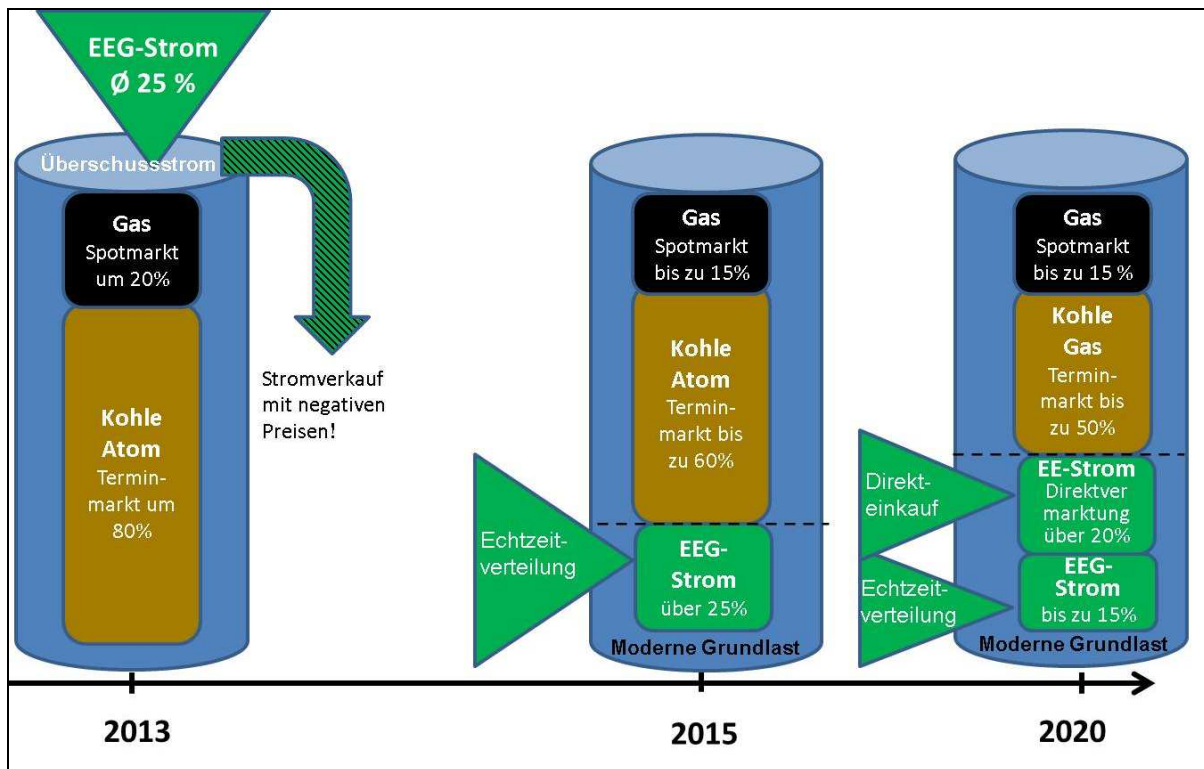 EEG-Strom
Ø 25 %
Überschussstrom
Gas
Spotmarkt
um 20%
Kohle
Atom
Termin-
markt um
80%
Stromverkauf
mit negativen
Preisen!
Gas
Spotmarkt
bis zu 15%
Kohle
Atom
Termin-
markt bis
zu 60%
Echtzeit-
verteilung
EEG-
Strom
über 25%
Moderne Grundlast
Gas
Spotmarkt
bis zu 15 %
Kohle
Gas
Termin-
markt bis
zu 50%
Direkt-
einkauf
EE-Strom
Direktver
marktung
über 20%
Echtzeit-
verteilung
EEG-
Strom
bis zu 15%
Moderne Grundlast
2013
2015
2020